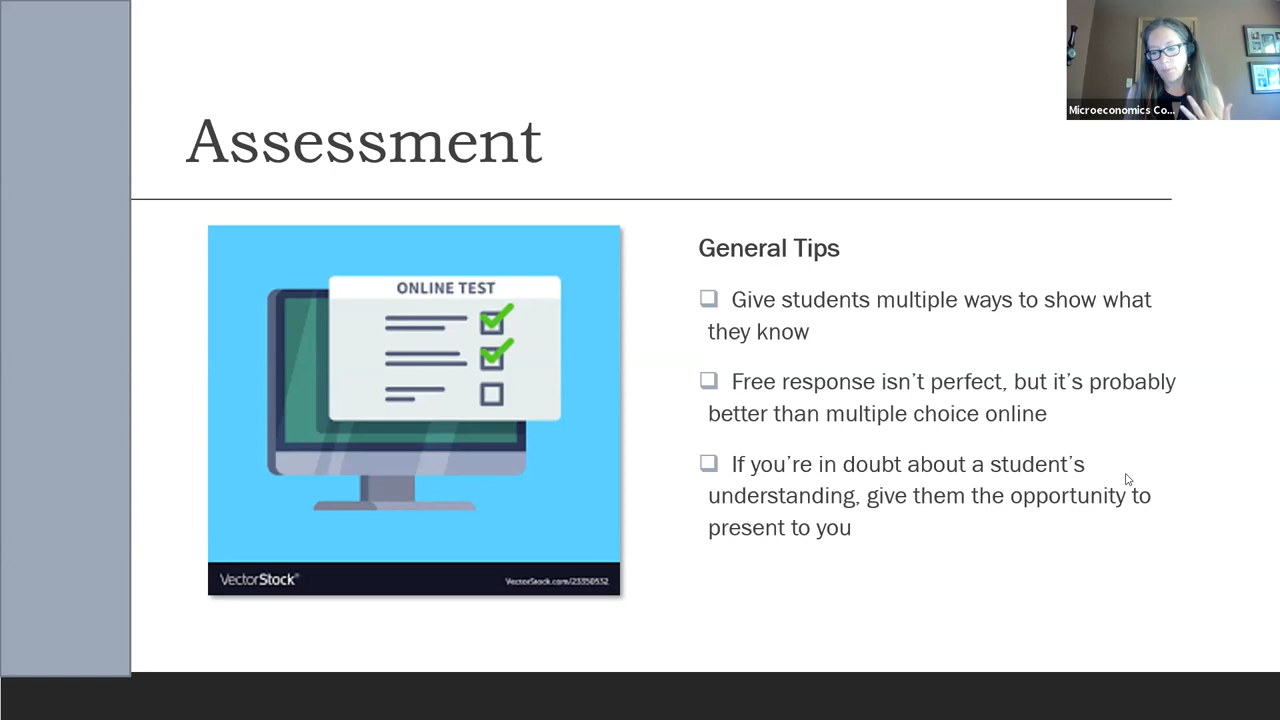 Microeconomics Co...
Assessment
ONLINE TEST
VectorStock®
VectorStock.com/23350532
General Tips
Give students multiple ways to show what
they know
Free response isn’t perfect, but it’s probably
better than multiple choice online
If you’re in doubt about a student’s
understanding, give them the opportunity to
present to you